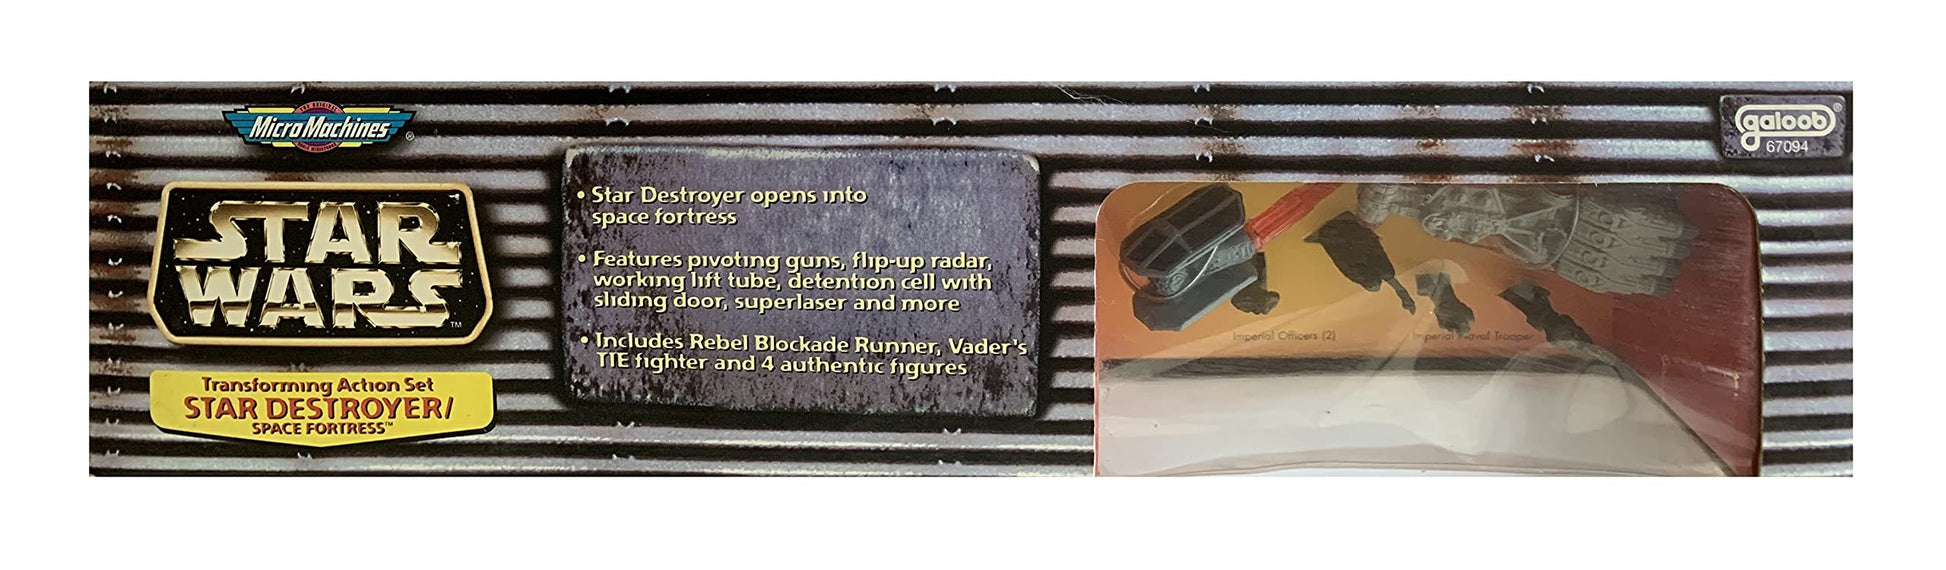 THE ORIGINAL
MicroMachines®
STAR
WARS
™
Transforming Action Set
STAR DESTROYER/
SPACE FORTRESS™
• Star Destroyer opens into
space fortress
• Features pivoting guns, flip-up radar,
working lift tube, detention cell with
sliding door, superlaser and more
• Includes Rebel Blockade Runner, Vader's
TIE fighter and 4 authentic figures
galoob®
67094
Imperial Officers (2)
Imperial Naval Trooper